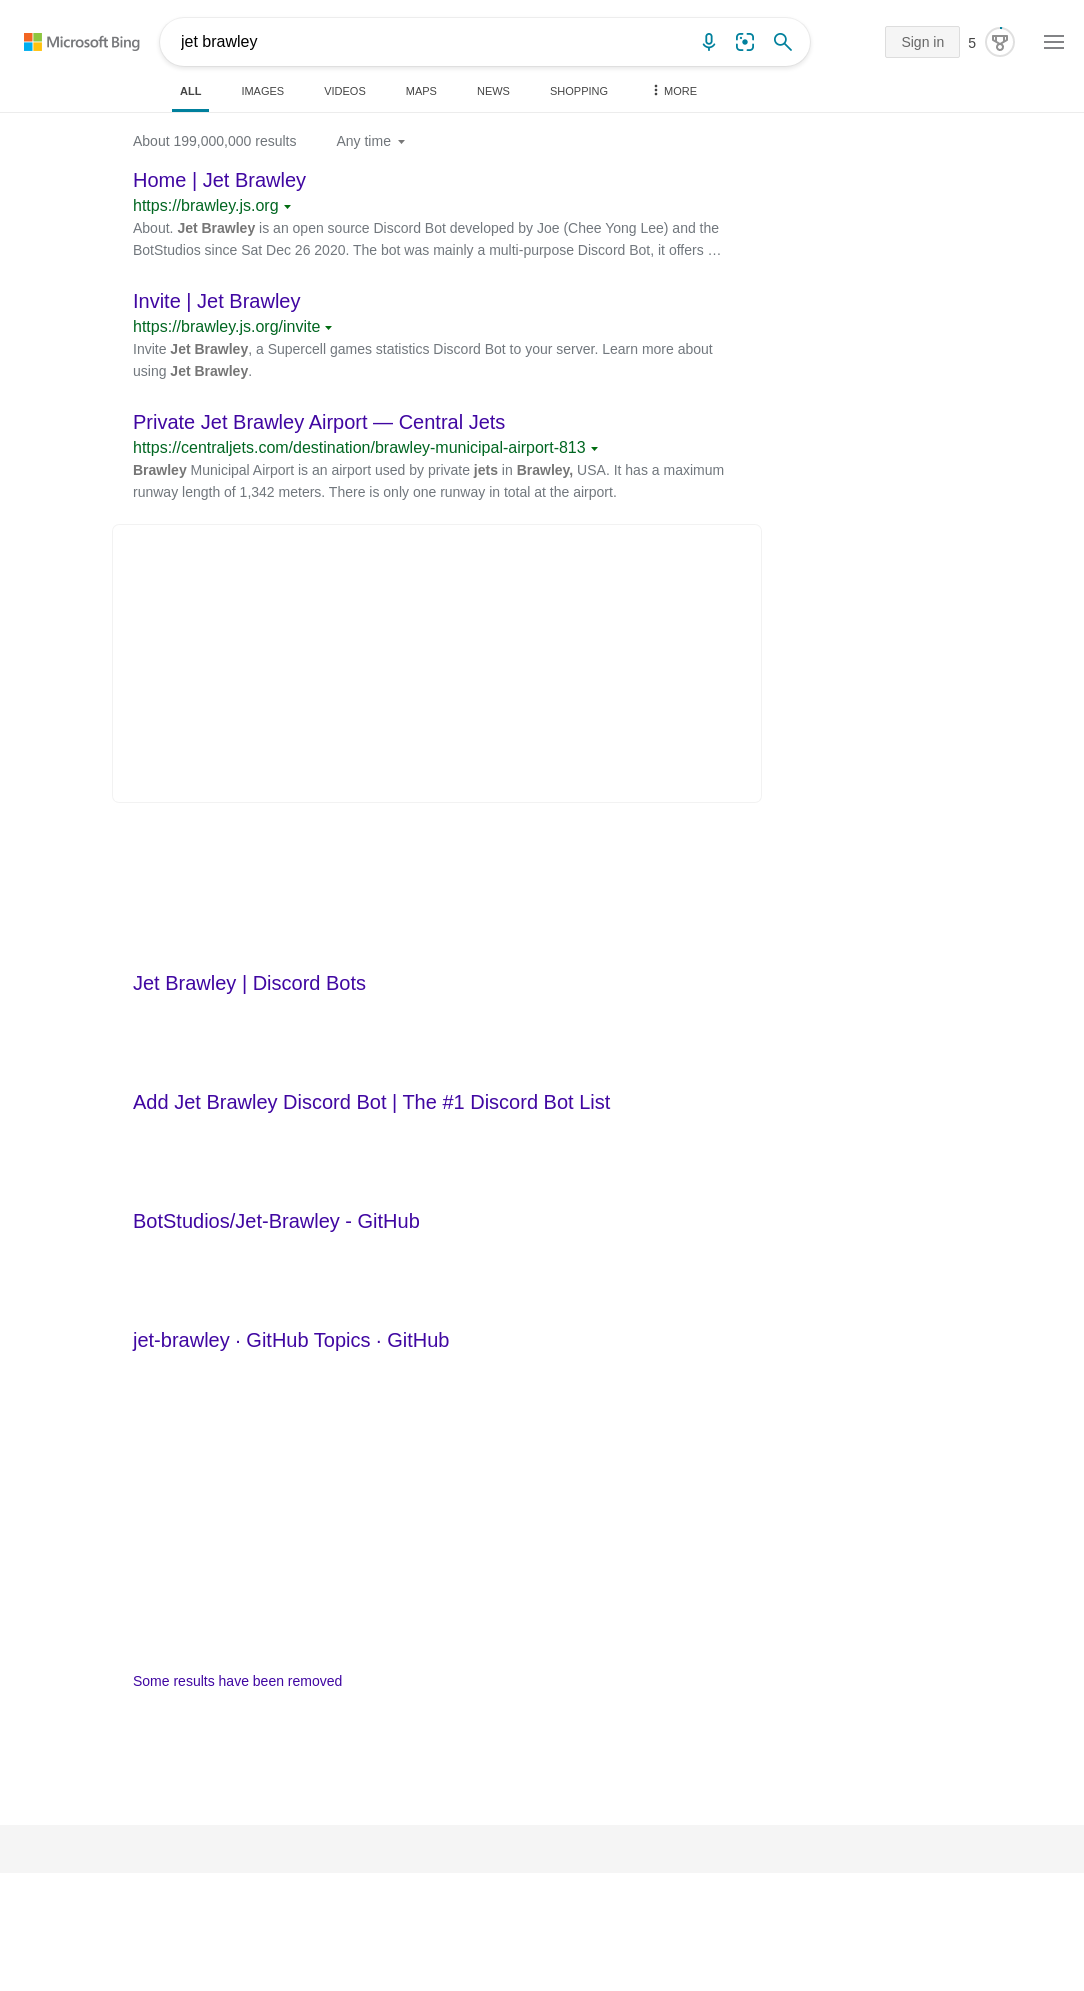 Microsoft Bing
jet brawley
Sign in
5
ALL
IMAGES
VIDEOS
MAPS
NEWS
SHOPPING
MORE
About 199,000,000 results
Any time
Home | Jet Brawley
https://brawley.js.org
About. Jet Brawley is an open source Discord Bot developed by Joe (Chee Yong Lee) and the
BotStudios since Sat Dec 26 2020. The bot was mainly a multi-purpose Discord Bot, it offers …
Invite | Jet Brawley
https://brawley.js.org/invite
Invite Jet Brawley, a Supercell games statistics Discord Bot to your server. Learn more about
using Jet Brawley.
Private Jet Brawley Airport — Central Jets
https://centraljets.com/destination/brawley-municipal-airport-813
Brawley Municipal Airport is an airport used by private jets in Brawley, USA. It has a maximum
runway length of 1,342 meters. There is only one runway in total at the airport.
Jet Brawley | Discord Bots
Add Jet Brawley Discord Bot | The #1 Discord Bot List
BotStudios/Jet-Brawley - GitHub
jet-brawley · GitHub Topics · GitHub
Some results have been removed